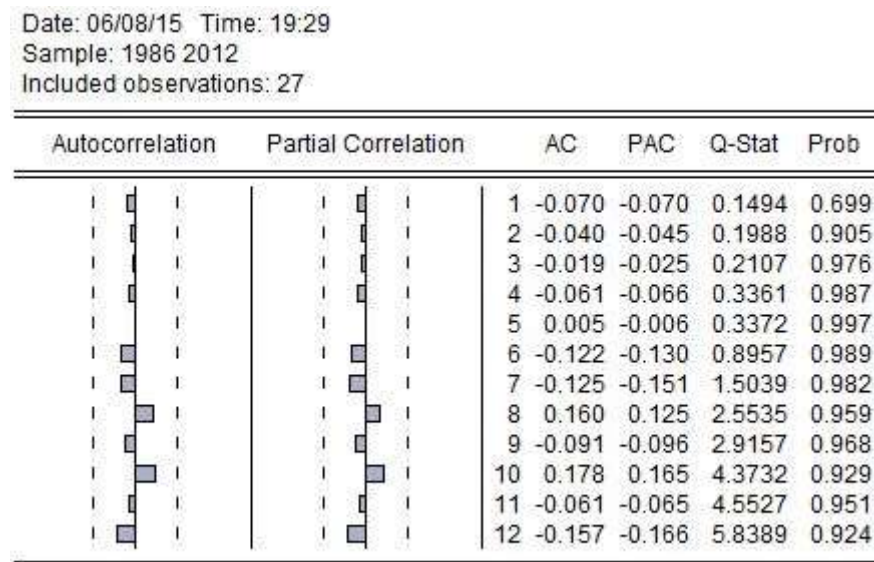 Date: 06/08/15 Time: 19:29
Sample: 1986 2012
Included observations: 27
Autocorrelation Partial Correlation AC PAC Q-Stat Prob
1 -0.070 -0.070 0.1494 0.699
2 -0.040 -0.045 0.1988 0.905
3 -0.019 -0.025 0.2107 0.976
4 -0.061 -0.066 0.3361 0.987
5 0.005 -0.006 0.3372 0.997
6 -0.122 -0.130 0.8957 0.989
7 -0.125 -0.151 1.5039 0.982
8 0.160 0.125 2.5535 0.959
9 -0.091 -0.096 2.9157 0.968
10 0.178 0.165 4.3732 0.929
11 -0.061 -0.065 4.5527 0.951
12 -0.157 -0.166 5.8389 0.924